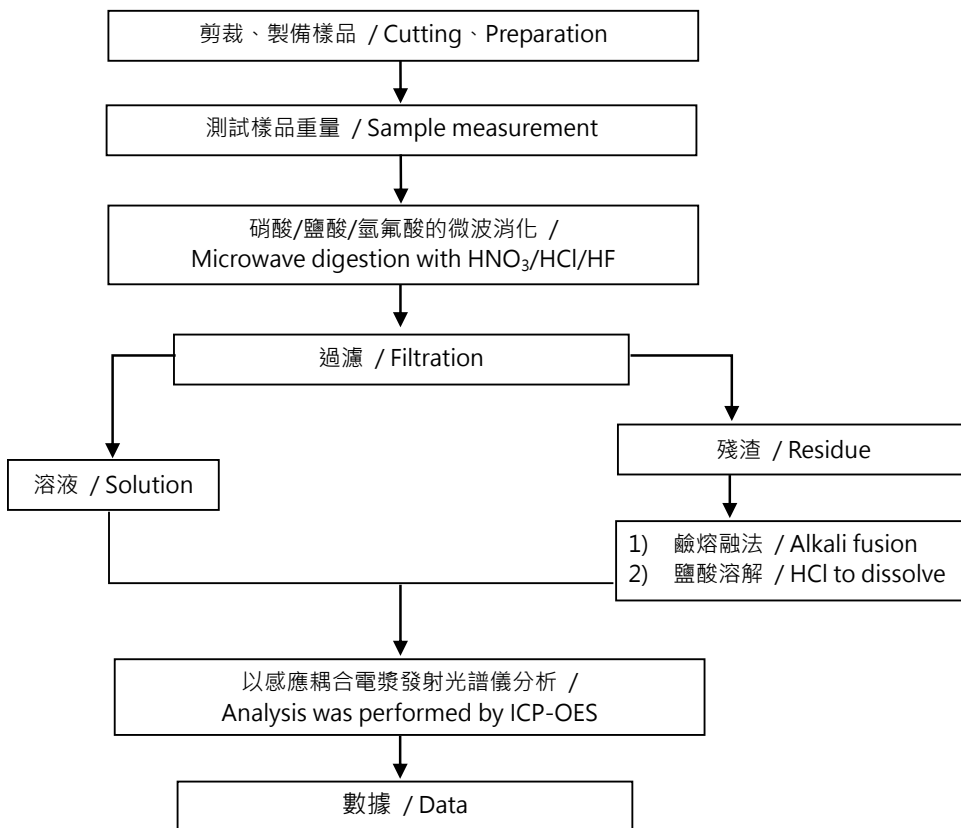 剪裁、製備樣品 / Cutting、Preparation
測試樣品重量 / Sample measurement
硝酸/鹽酸/氫氟酸的微波消化 /
Microwave digestion with HNO₃/HCl/HF
過濾 / Filtration
溶液 / Solution
殘渣 / Residue
1) 鹼熔融法 / Alkali fusion
2) 鹽酸溶解 / HCl to dissolve
以感應耦合電漿發射光譜儀分析 /
Analysis was performed by ICP-OES
數據 / Data